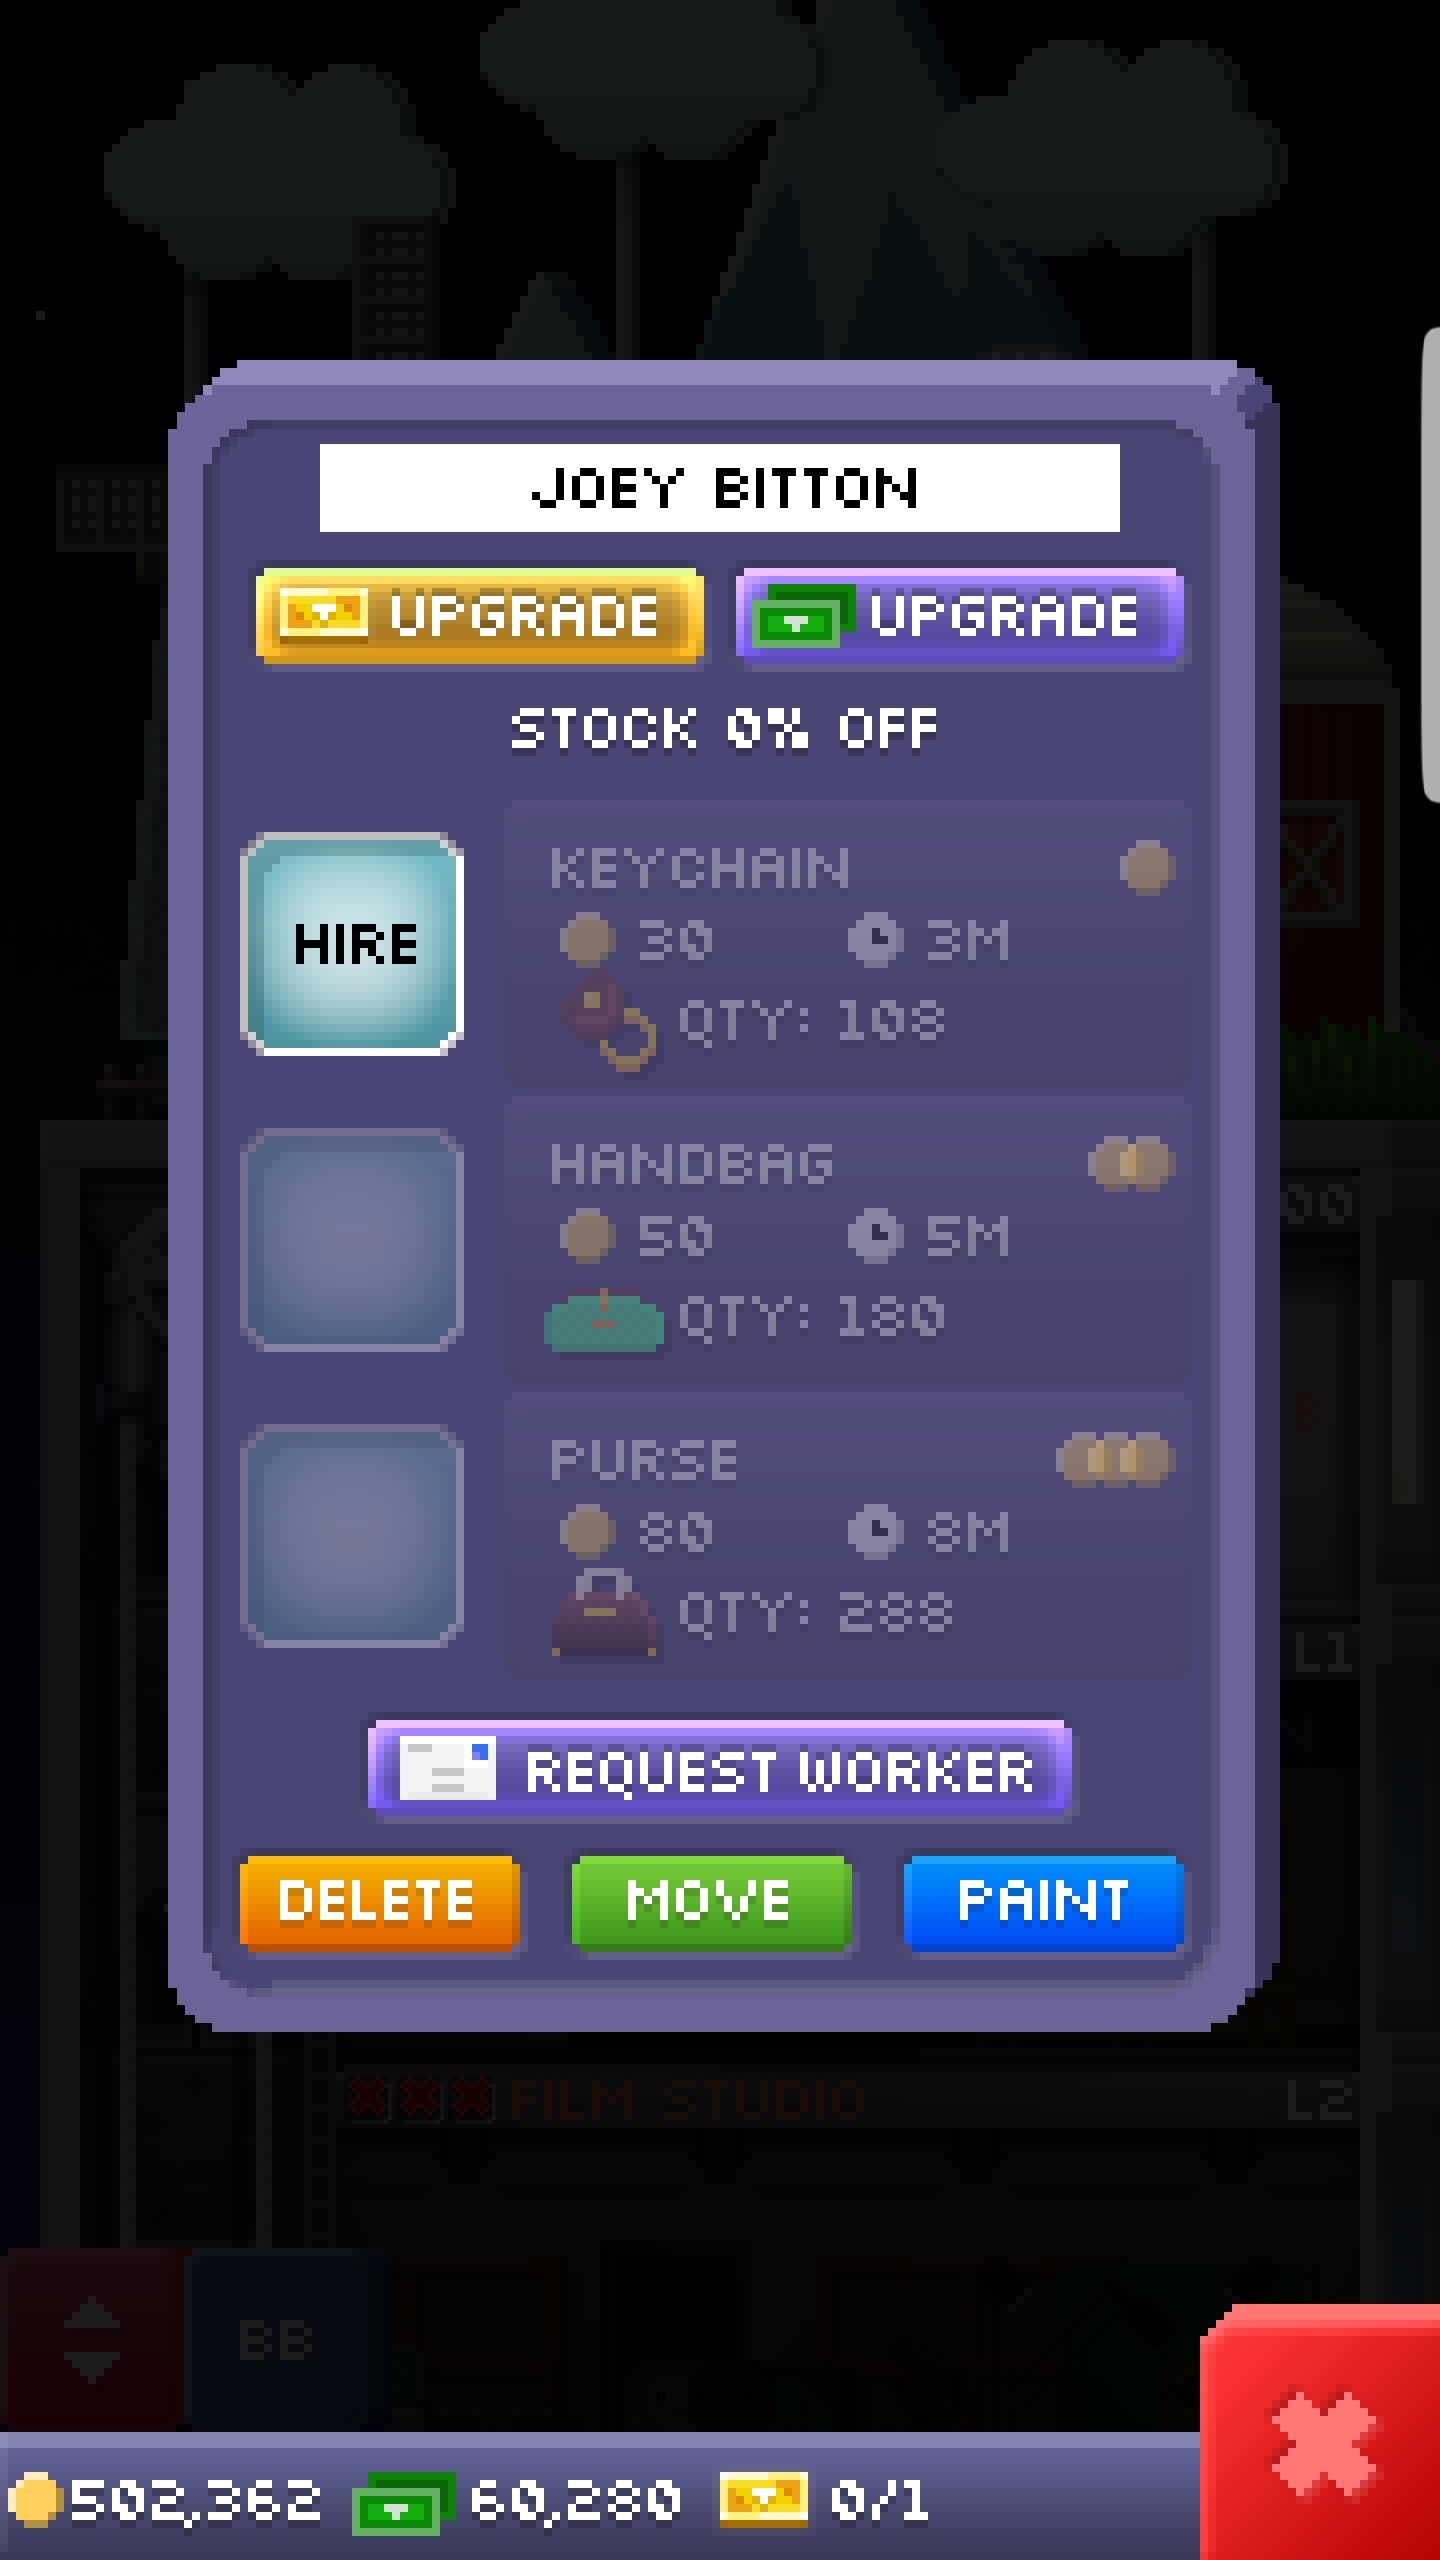 JOEY BITTON
UPGRADE UPGRADE
STOCK 0% OFF
HIRE
KEYCHAIN
30 3M
QTY: 108
HANDBAG
50 5M
QTY: 180
PURSE
80 8M
QTY: 288
REQUEST WORKER
DELETE MOVE PAINT
FILM STUDIO L2
BB
502,362 60,280 0/1